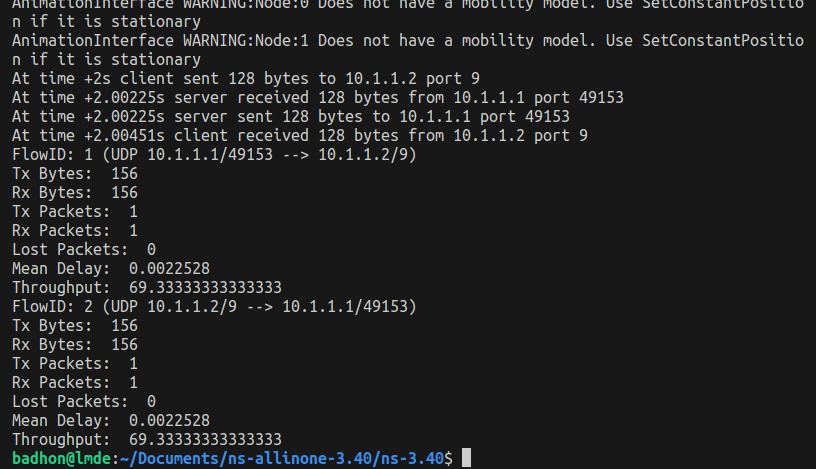 AnimationInterface WARNING:Node:0 Does not have a mobility model. Use SetConstantPositio
n if it is stationary
AnimationInterface WARNING:Node:1 Does not have a mobility model. Use SetConstantPositio
n if it is stationary
At time +2s client sent 128 bytes to 10.1.1.2 port 9
At time +2.00225s server received 128 bytes from 10.1.1.1 port 49153
At time +2.00225s server sent 128 bytes to 10.1.1.1 port 49153
At time +2.00451s client received 128 bytes from 10.1.1.2 port 9
FlowID: 1 (UDP 10.1.1.1/49153 --> 10.1.1.2/9)
Tx Bytes:  156
Rx Bytes:  156
Tx Packets:  1
Rx Packets:  1
Lost Packets:  0
Mean Delay:  0.0022528
Throughput:  69.33333333333333
FlowID: 2 (UDP 10.1.1.2/9 --> 10.1.1.1/49153)
Tx Bytes:  156
Rx Bytes:  156
Tx Packets:  1
Rx Packets:  1
Lost Packets:  0
Mean Delay:  0.0022528
Throughput:  69.33333333333333
badhon@lmde:~/Documents/ns-allinone-3.40/ns-3.40$